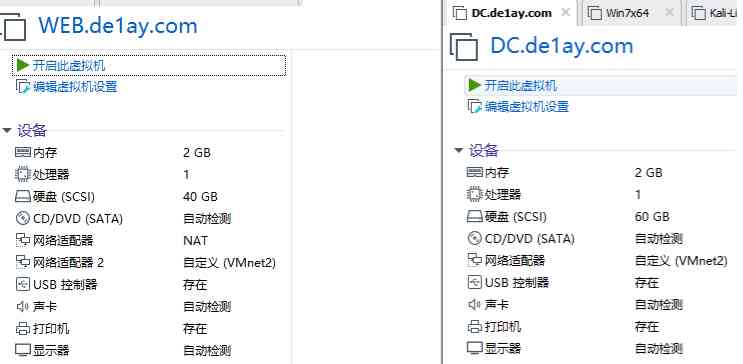 WEB.de1ay.com
开启此虚拟机
编辑虚拟机设置
设备
内存 2 GB
处理器 1
硬盘 (SCSI) 40 GB
CD/DVD (SATA) 自动检测
网络适配器 NAT
网络适配器 2 自定义 (VMnet2)
USB 控制器 存在
声卡 自动检测
打印机 存在
显示器 自动检测
DC.de1ay.com Win7x64 Kali-Li
DC.de1ay.com
开启此虚拟机
编辑虚拟机设置
设备
内存 2 GB
处理器 1
硬盘 (SCSI) 60 GB
CD/DVD (SATA) 自动检测
网络适配器 自定义 (VMnet2)
USB 控制器 存在
声卡 自动检测
打印机 存在
显示器 自动检测